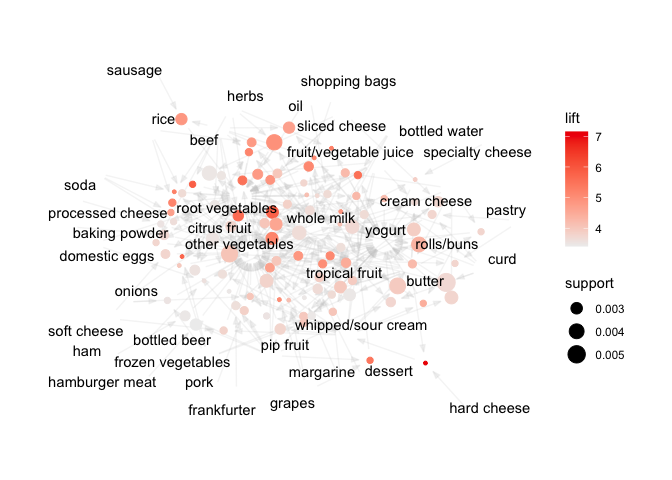 sausage
shopping bags
herbs
oil
rice
sliced cheese
bottled water
beef
fruit/vegetable juice
specialty cheese
soda
cream cheese
processed cheese
root vegetables
whole milk
pastry
baking powder
citrus fruit
yogurt
other vegetables
rolls/buns
domestic eggs
curd
tropical fruit
butter
onions
whipped/sour cream
soft cheese
bottled beer
pip fruit
ham
frozen vegetables
margarine
dessert
hamburger meat
pork
frankfurter
grapes
hard cheese
lift
7
6
5
4
support
0.003
0.004
0.005